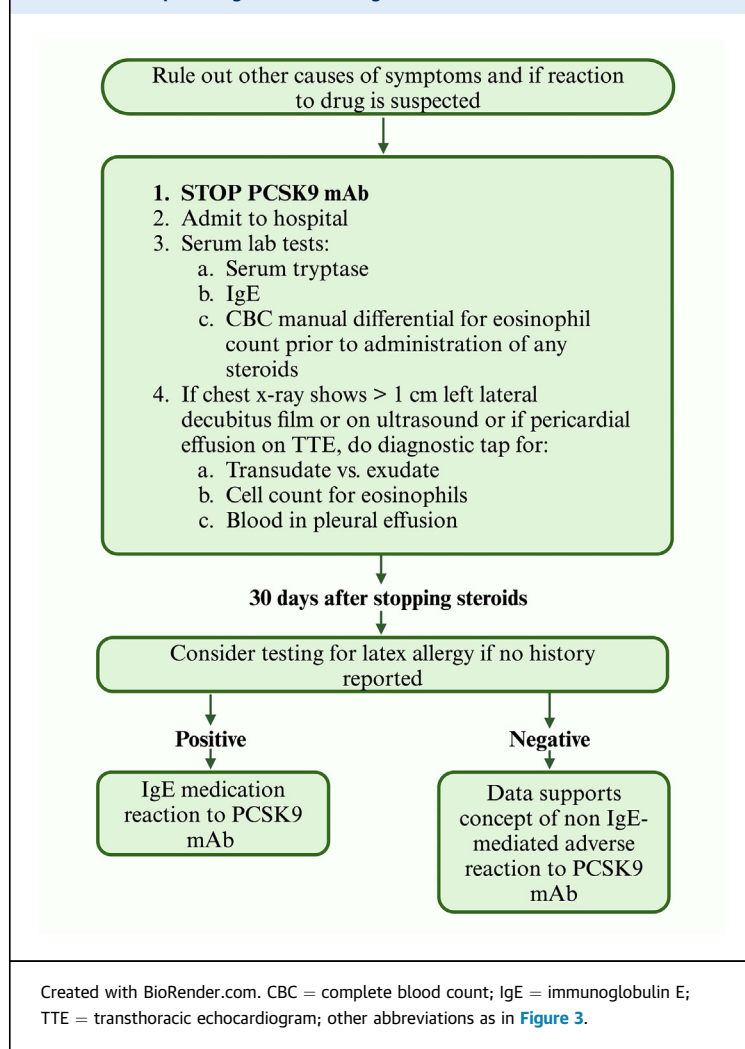 Rule out other causes of symptoms and if reaction
to drug is suspected
1. STOP PCSK9 mAb
2. Admit to hospital
3. Serum lab tests:
a. Serum tryptase
b. IgE
c. CBC manual differential for eosinophil
count prior to administration of any
steroids
4. If chest x-ray shows > 1 cm left lateral
decubitus film or on ultrasound or if pericardial
effusion on TTE, do diagnostic tap for:
a. Transudate vs. exudate
b. Cell count for eosinophils
c. Blood in pleural effusion
30 days after stopping steroids
Consider testing for latex allergy if no history
reported
Positive
IgE medication
reaction to PCSK9
mAb
Negative
Data supports
concept of non IgE-
mediated adverse
reaction to PCSK9
mAb
Created with BioRender.com. CBC = complete blood count; IgE = immunoglobulin E;
TTE = transthoracic echocardiogram; other abbreviations as in Figure 3.